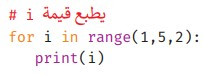 # i يطبع قيمة
for i in range(1,5,2):
    print(i)